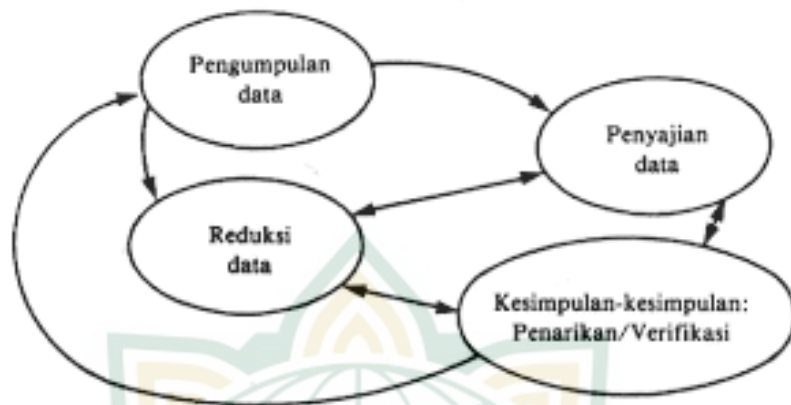 Pengumpulan
data
Penyajian
data
Reduksi
data
Kesimpulan-kesimpulan:
Penarikan/Verifikasi